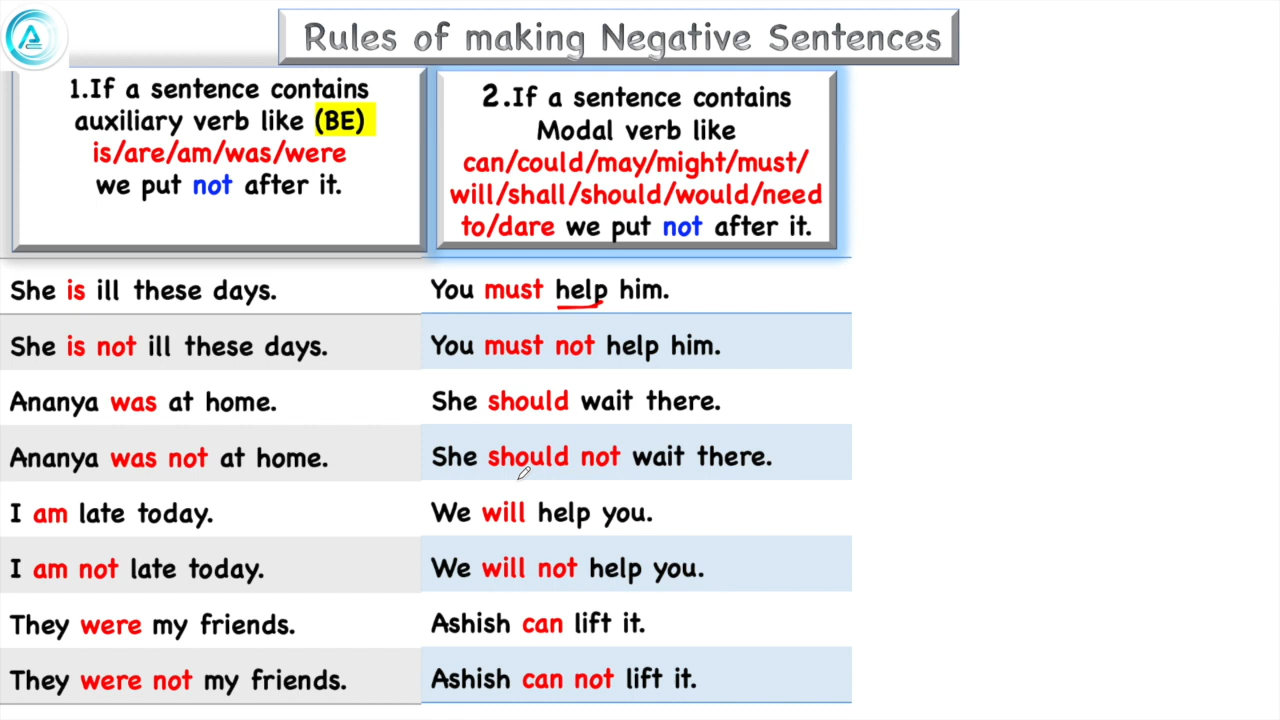 Rules of making Negative Sentences
1.If a sentence contains
auxiliary verb like (BE)
is/are/am/was/were
we put not after it.
2.If a sentence contains
Modal verb like
can/could/may/might/must/
will/shall/should/would/need
to/dare we put not after it.
She is ill these days.
She is not ill these days.
Ananya was at home.
Ananya was not at home.
I am late today.
I am not late today.
They were my friends.
They were not my friends.
You must help him.
You must not help him.
She should wait there.
She should not wait there.
We will help you.
We will not help you.
Ashish can lift it.
Ashish can not lift it.